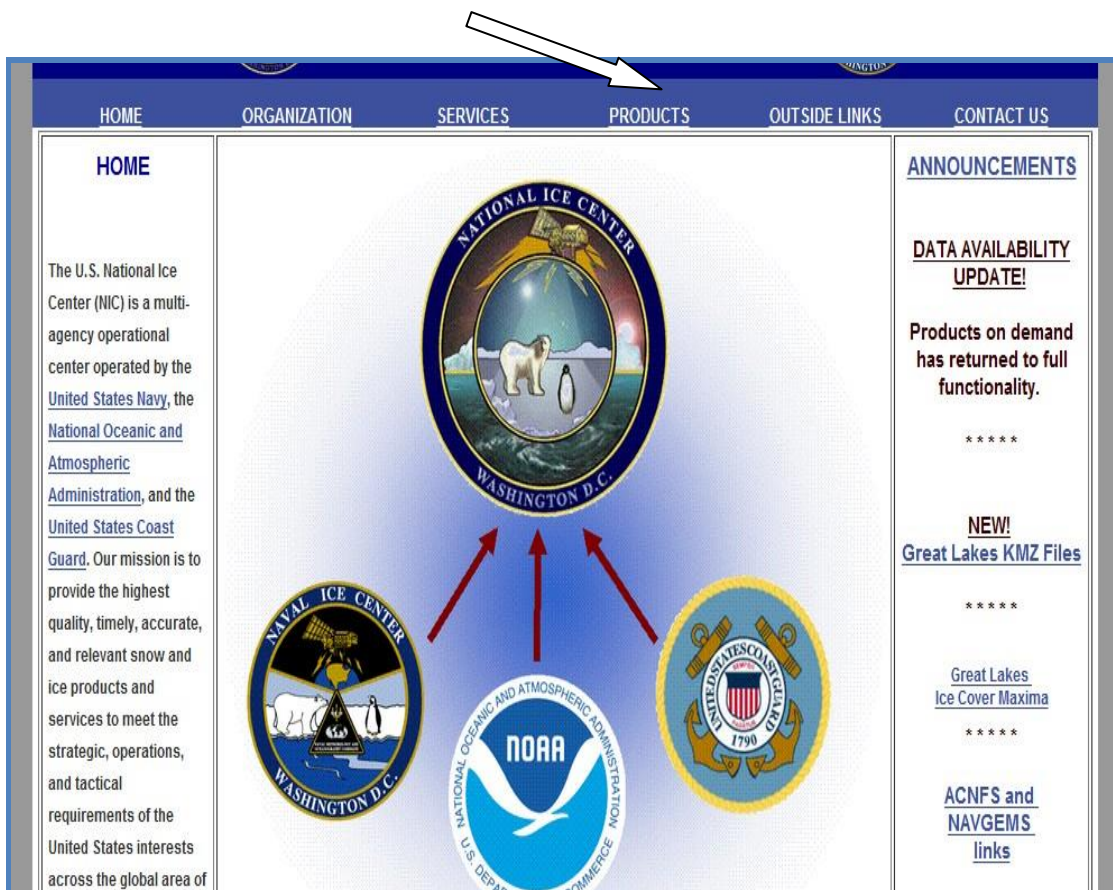 HINGTON
HOME ORGANIZATION SERVICES PRODUCTS OUTSIDE LINKS CONTACT US
HOME
The U.S. National Ice
Center (NIC) is a multi-
agency operational
center operated by the
United States Navy, the
National Oceanic and
Atmospheric
Administration, and the
United States Coast
Guard. Our mission is to
provide the highest
quality, timely, accurate,
and relevant snow and
ice products and
services to meet the
strategic, operations,
and tactical
requirements of the
United States interests
across the global area of
NATIONAL ICE CENTER
WASHINGTON D.C.
NAVAL ICE CENTER
WASHINGTON D.C.
NATIONAL OCEANIC AND ATMOSPHERIC ADMINISTRATION
NOAA
U.S. DEPA
COMMERCE
UNITED STATES COAST GUARD
1790
ANNOUNCEMENTS
DATA AVAILABILITY
UPDATE!
Products on demand
has returned to full
functionality.
* * * * *
NEW!
Great Lakes KMZ Files
* * * * *
Great Lakes
Ice Cover Maxima
* * * * *
ACNFS and
NAVGEMS
links